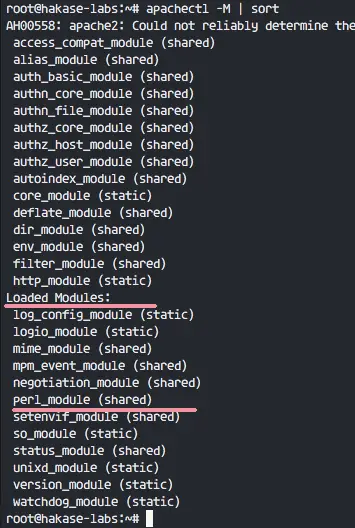 root@hakase-labs:~# apachectl -M | sort
AH00558: apache2: Could not reliably determine the
access_compat_module (shared)
alias_module (shared)
auth_basic_module (shared)
authn_core_module (shared)
authn_file_module (shared)
authz_core_module (shared)
authz_host_module (shared)
authz_user_module (shared)
autoindex_module (shared)
core_module (static)
deflate_module (shared)
dir_module (shared)
env_module (shared)
filter_module (shared)
http_module (static)
Loaded Modules:
log_config_module (static)
logio_module (static)
mime_module (shared)
mpm_event_module (shared)
negotiation_module (shared)
perl_module (shared)
setenvif_module (shared)
so_module (static)
status_module (shared)
unixd_module (static)
version_module (static)
watchdog_module (static)
root@hakase-labs:~#